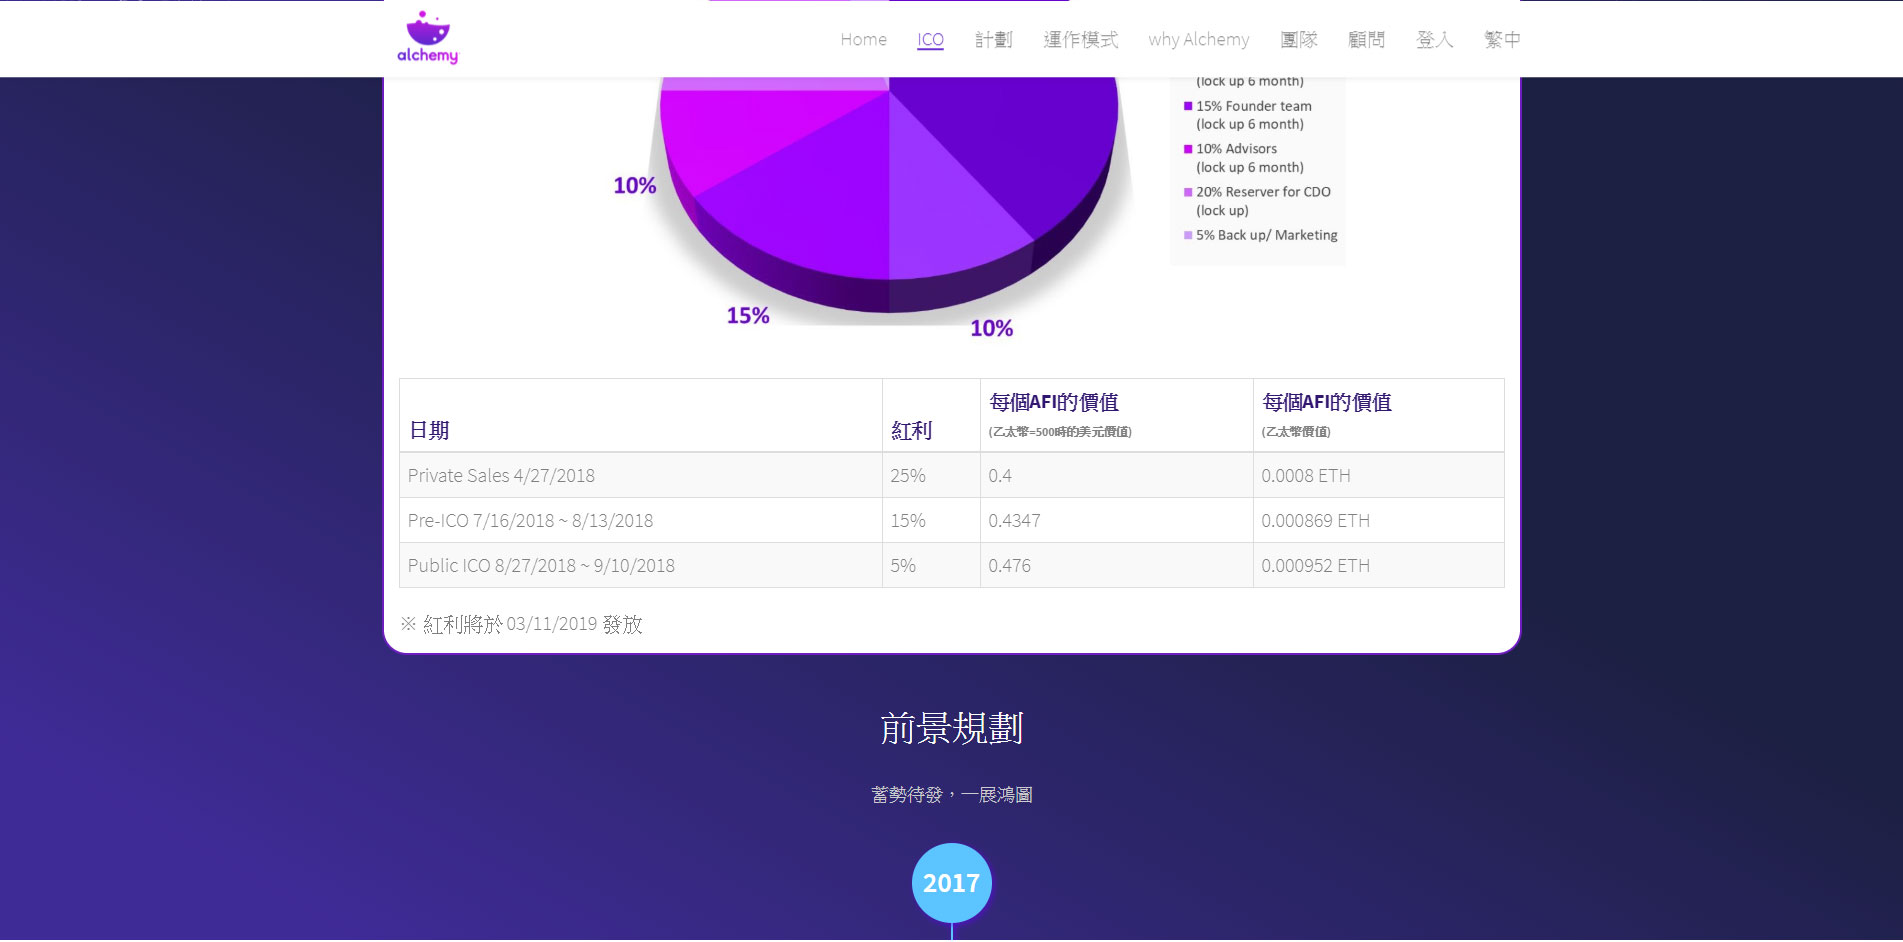 alchemy
Home ICO 計劃 運作模式 why Alchemy 團隊 顧問 登入 繁中
(lock up 6 month)
15% Founder team
(lock up 6 month)
10% Advisors
(lock up 6 month)
20% Reserver for CDO
(lock up)
5% Back up/ Marketing
10%
15%
10%
日期 紅利 每個AFI的價值 每個AFI的價值
(乙太幣=500時的美元價值) (乙太幣價值)
Private Sales 4/27/2018 25% 0.4 0.0008 ETH
Pre-ICO 7/16/2018 ~ 8/13/2018 15% 0.4347 0.000869 ETH
Public ICO 8/27/2018 ~ 9/10/2018 5% 0.476 0.000952 ETH
※ 紅利將於 03/11/2019 發放
前景規劃
蓄勢待發，一展鴻圖
2017